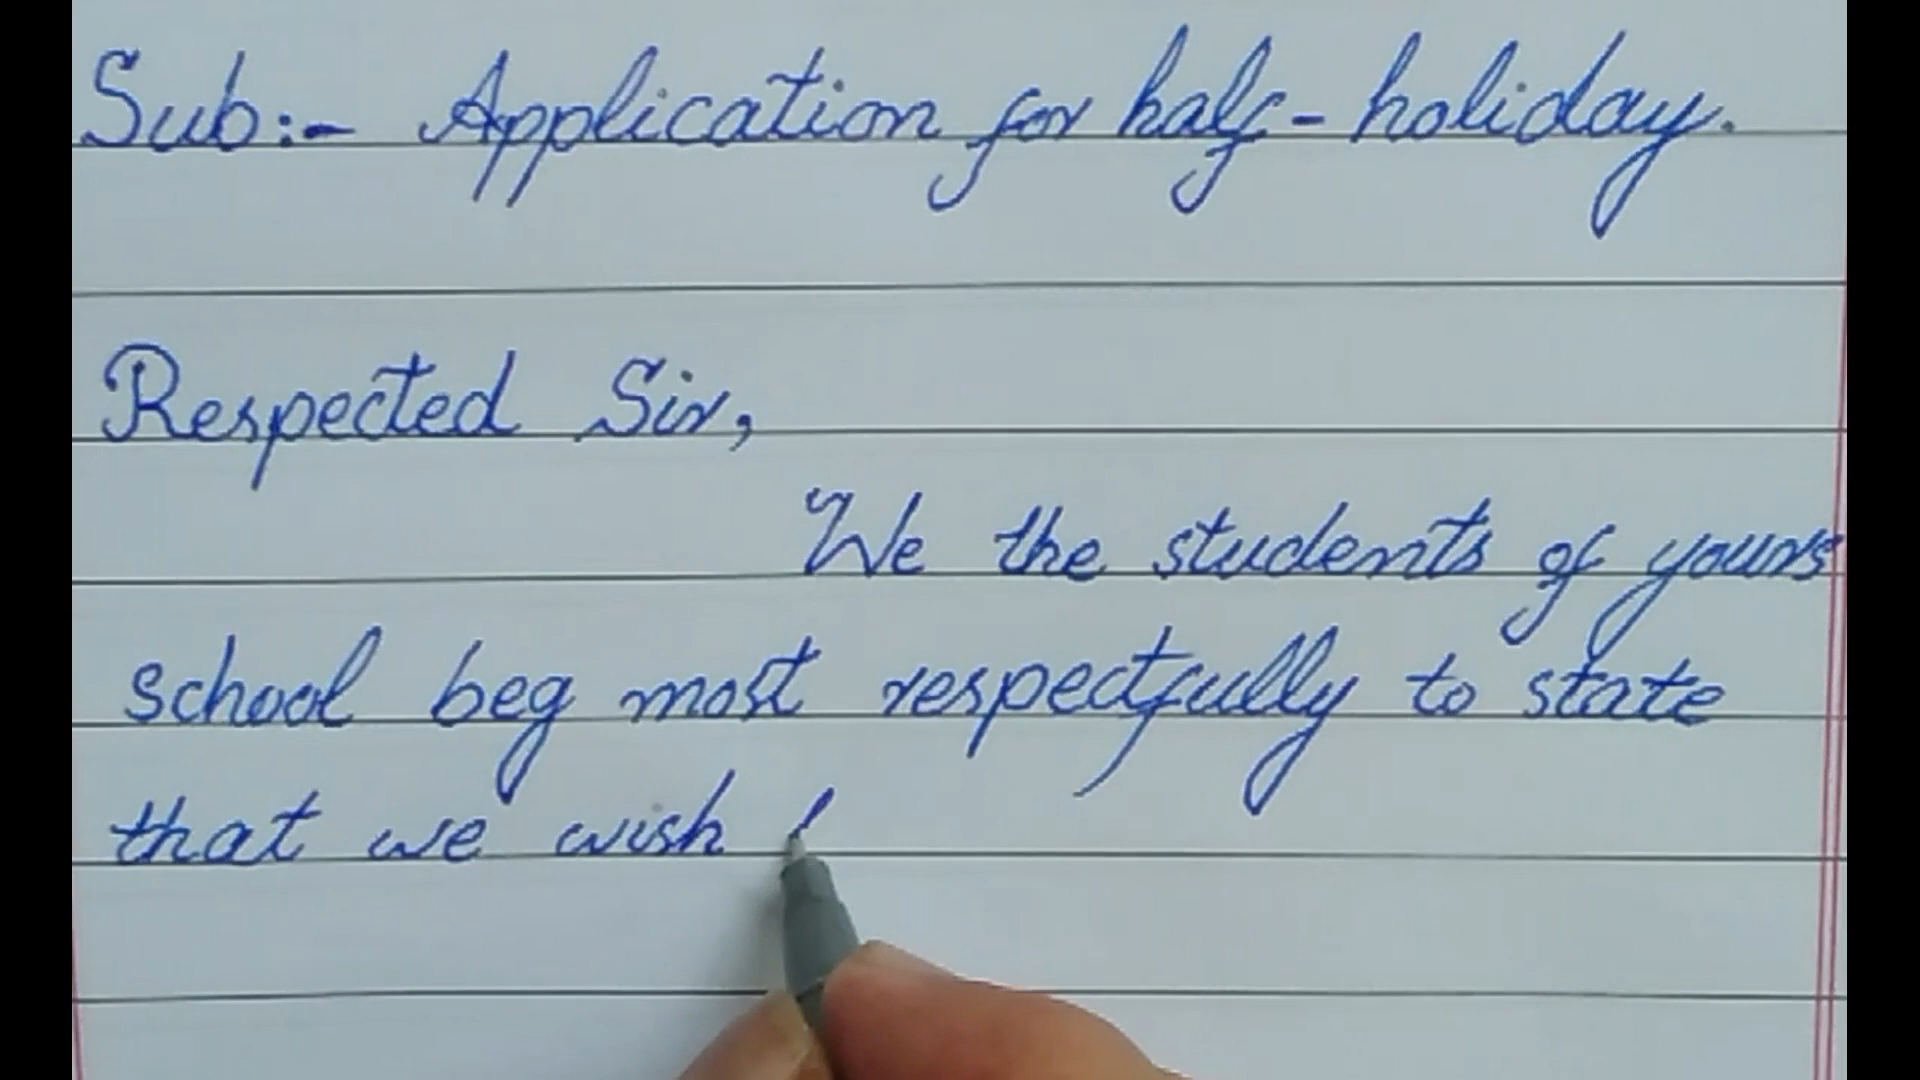 Sub:- Application for half-holiday.
Respected Sir,
We the students of yours
school beg most respectfully to state
that we wish